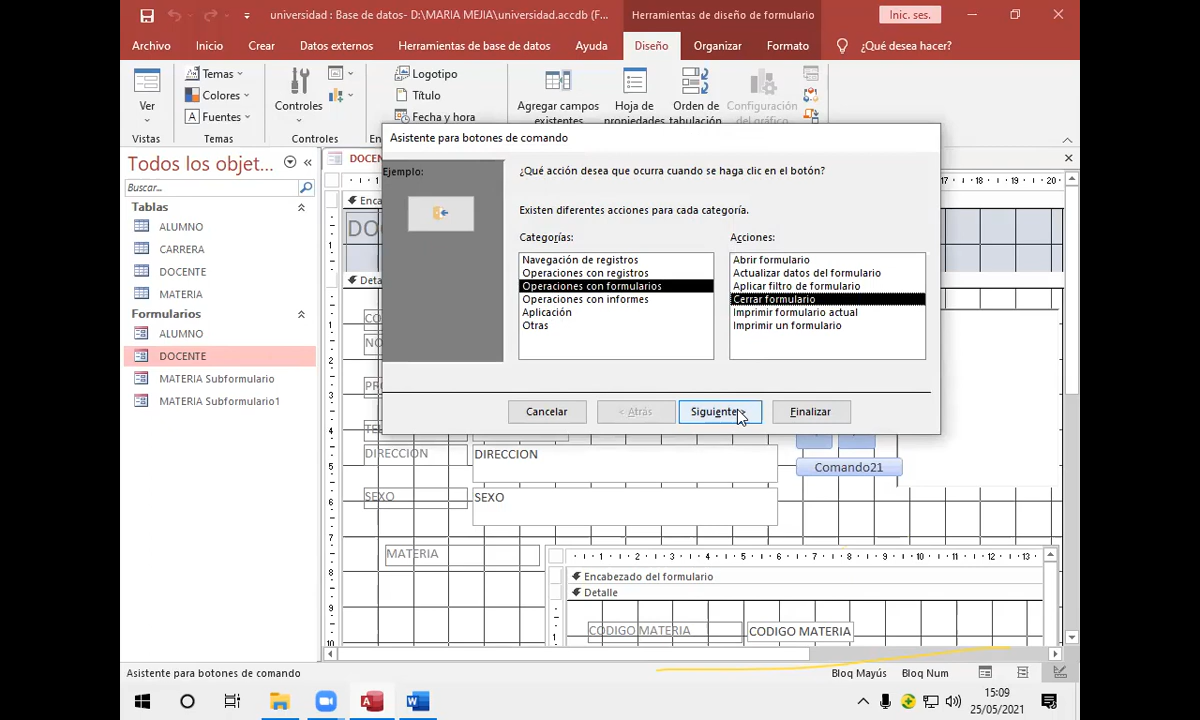 universidad : Base de datos- D:\MARIA MEJIA\universidad.accdb (F...
Herramientas de diseño de formulario
Inic. ses.
Archivo
Inicio
Crear
Datos externos
Herramientas de base de datos
Ayuda
Diseño
Organizar
Formato
¿Qué desea hacer?
Ver
Vistas
Temas
Colores
Fuentes
Temas
Controles
Controles
Logotipo
Título
Fecha y hora
Agregar campos
existentes
Hoja de
propiedades
Orden de
tabulación
Configuración
del gráfico
Todos los objet...
Buscar...
Tablas
ALUMNO
CARRERA
DOCENTE
MATERIA
Formularios
ALUMNO
DOCENTE
MATERIA Subformulario
MATERIA Subformulario1
Asistente para botones de comando
Ejemplo:
¿Qué acción desea que ocurra cuando se haga clic en el botón?
Existen diferentes acciones para cada categoría.
Categorías:
Navegación de registros
Operaciones con registros
Operaciones con formularios
Operaciones con informes
Aplicación
Otras
Acciones:
Abrir formulario
Actualizar datos del formulario
Aplicar filtro de formulario
Cerrar formulario
Imprimir formulario actual
Imprimir un formulario
Cancelar
< Atrás
Siguiente >
Finalizar
DIRECCION
DIRECCION
Comando21
SEXO
SEXO
MATERIA
Encabezado del formulario
Detalle
CODIGO MATERIA
CODIGO MATERIA
Asistente para botones de comando
Bloq Mayús
Bloq Num
15:09
25/05/2021